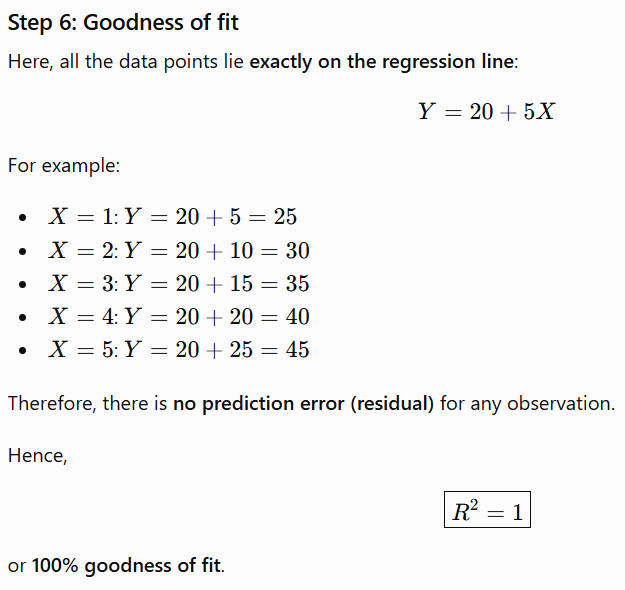 Step 6: Goodness of fit
Here, all the data points lie exactly on the regression line:
Y = 20 + 5X
For example:
• X = 1: Y = 20 + 5 = 25
• X = 2: Y = 20 + 10 = 30
• X = 3: Y = 20 + 15 = 35
• X = 4: Y = 20 + 20 = 40
• X = 5: Y = 20 + 25 = 45
Therefore, there is no prediction error (residual) for any observation.
Hence,
R² = 1
or 100% goodness of fit.